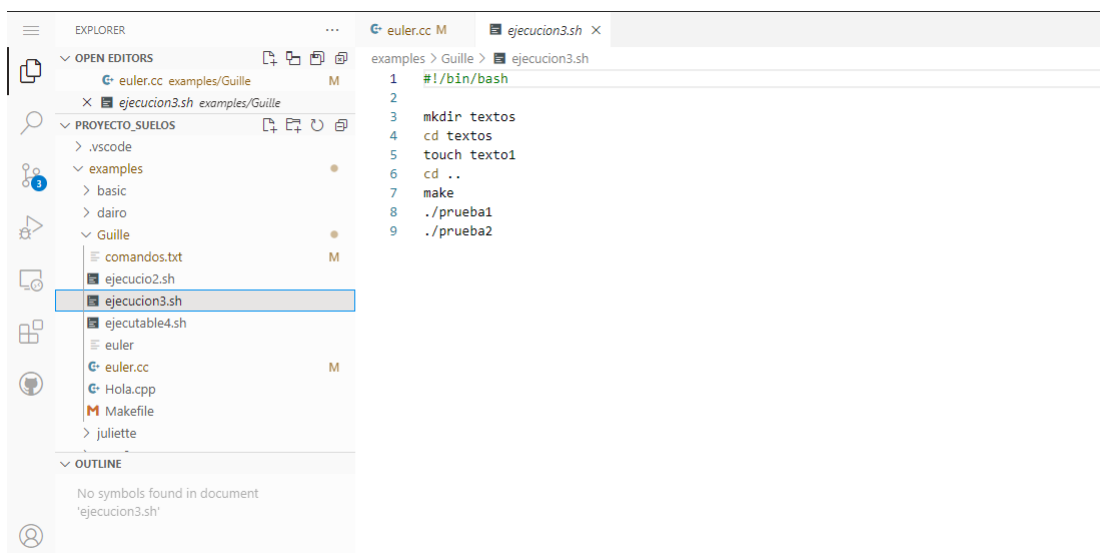 EXPLORER
OPEN EDITORS
euler.cc examples/Guille M
ejecucion3.sh examples/Guille
PROYECTO_SUELOS
.vscode
examples
basic
dairo
Guille
comandos.txt M
ejecucio2.sh
ejecucion3.sh
ejecutable4.sh
euler
euler.cc M
Hola.cpp
Makefile
juliette
OUTLINE
No symbols found in document
'ejecucion3.sh'
3
euler.cc M
ejecucion3.sh
examples > Guille > ejecucion3.sh
1 #!/bin/bash
2
3 mkdir textos
4 cd textos
5 touch texto1
6 cd ..
7 make
8 ./prueba1
9 ./prueba2